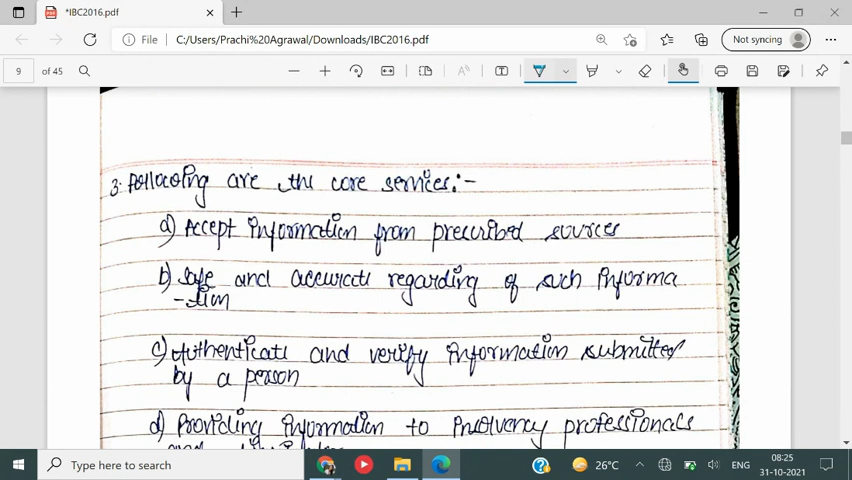 *IBC2016.pdf
File
C:/Users/Prachi%20Agrawal/Downloads/IBC2016.pdf
Not syncing
9 of 45
3. Following are the core services:-
a) Accept information from prescribed sources
b) Safe and accurate regarding of such informa
-tion
c) Authenticate and verify information submitted
by a person
d) Providing information to insolvency professionals
and
Type here to search
26°C
ENG
08:25
31-10-2021